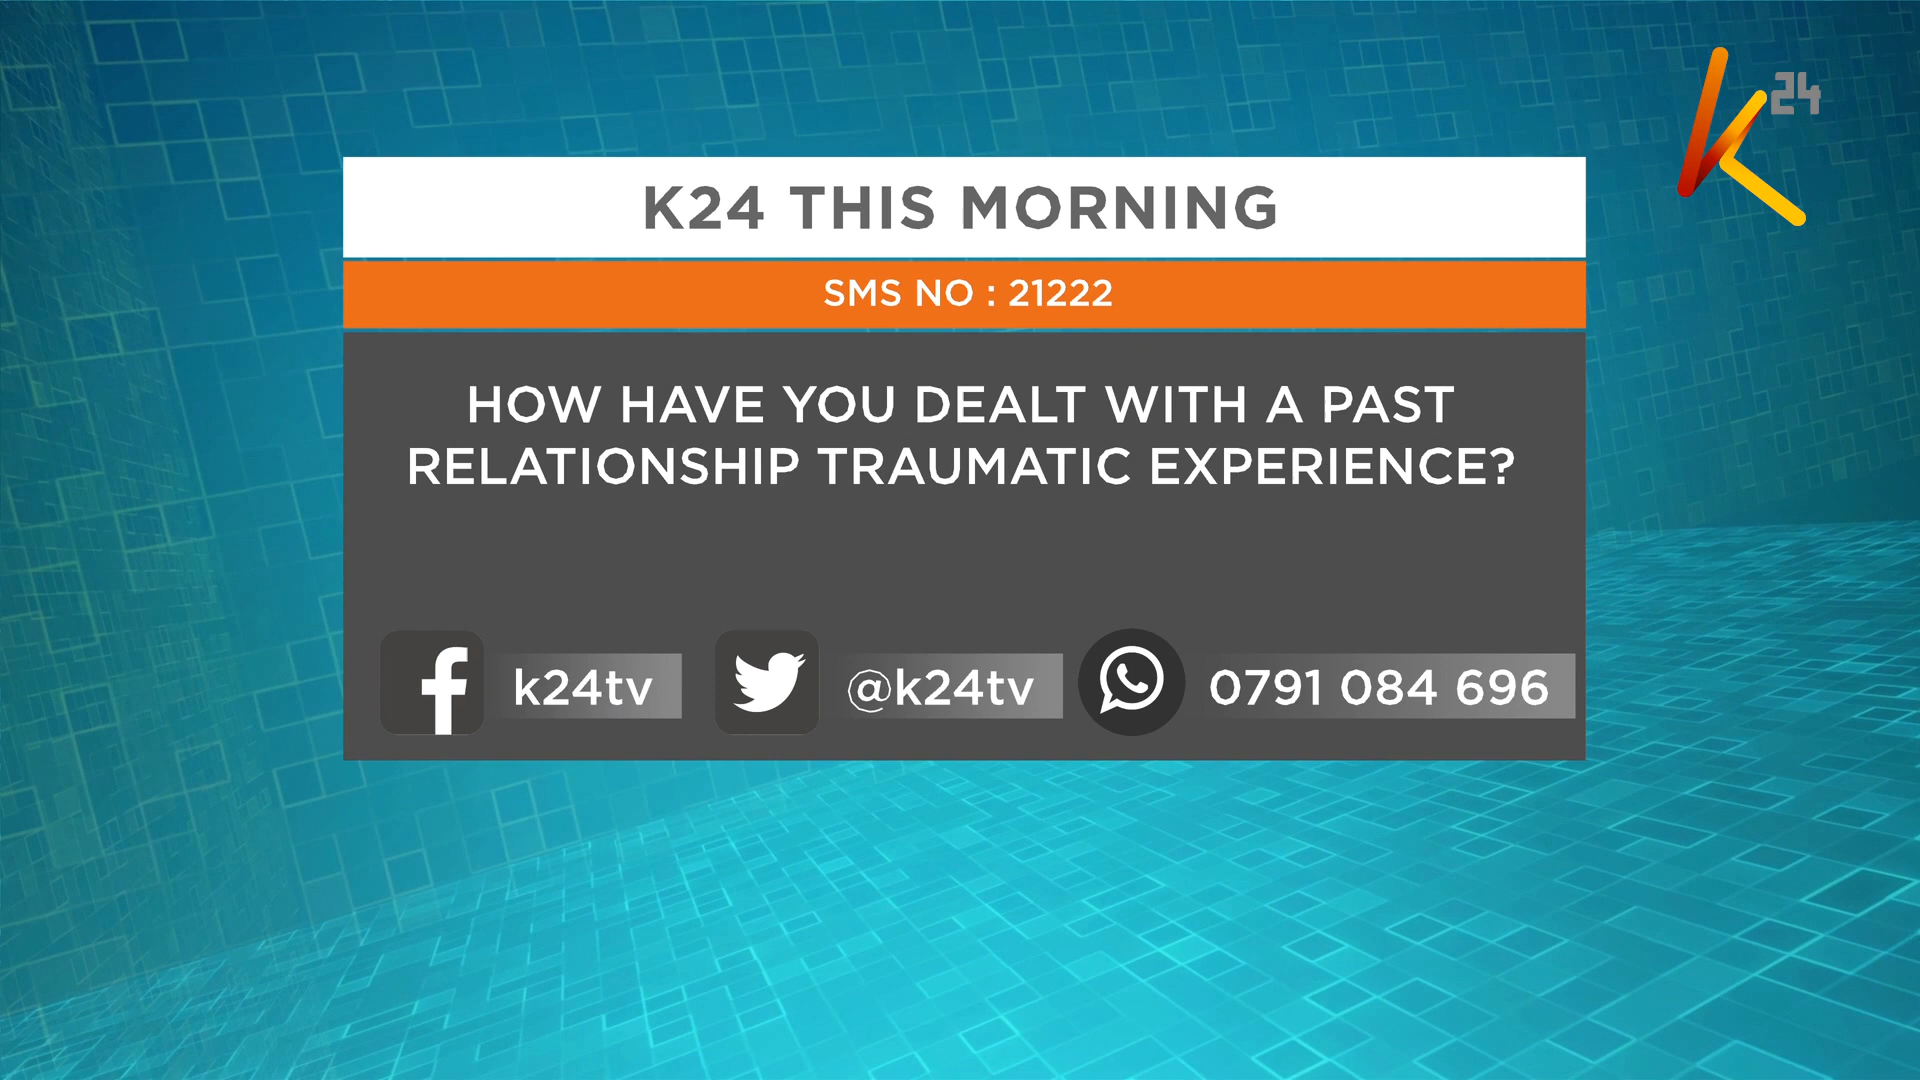 K24
K24 THIS MORNING
SMS NO : 21222
HOW HAVE YOU DEALT WITH A PAST
RELATIONSHIP TRAUMATIC EXPERIENCE?
k24tv
@k24tv
0791 084 696